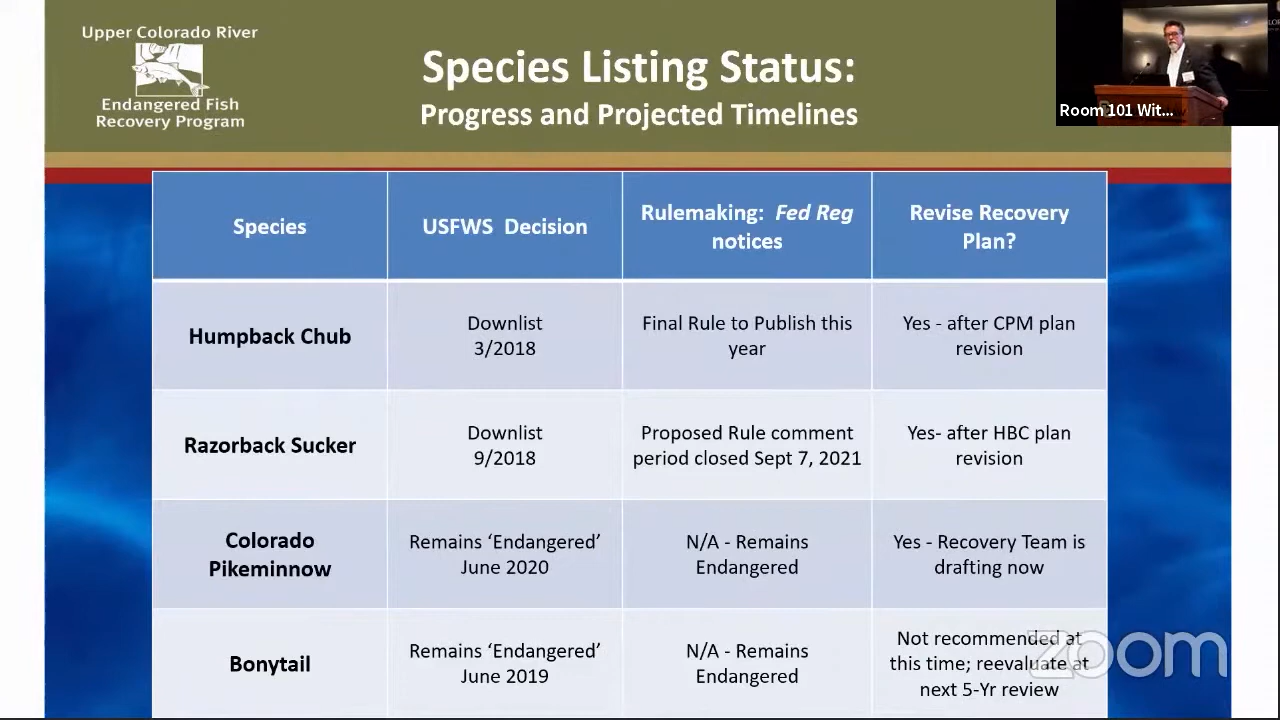 Upper Colorado River
Endangered Fish
Recovery Program
Species Listing Status:
Progress and Projected Timelines
Room 101 Wit...
Species
USFWS Decision
Rulemaking: Fed Reg
notices
Revise Recovery
Plan?
Humpback Chub
Downlist
3/2018
Final Rule to Publish this
year
Yes - after CPM plan
revision
Razorback Sucker
Downlist
9/2018
Proposed Rule comment
period closed Sept 7, 2021
Yes- after HBC plan
revision
Colorado
Pikeminnow
Remains ‘Endangered’
June 2020
N/A - Remains
Endangered
Yes - Recovery Team is
drafting now
Bonytail
Remains ‘Endangered’
June 2019
N/A - Remains
Endangered
Not recommended at
this time; reevaluate at
next 5-Yr review
zoom